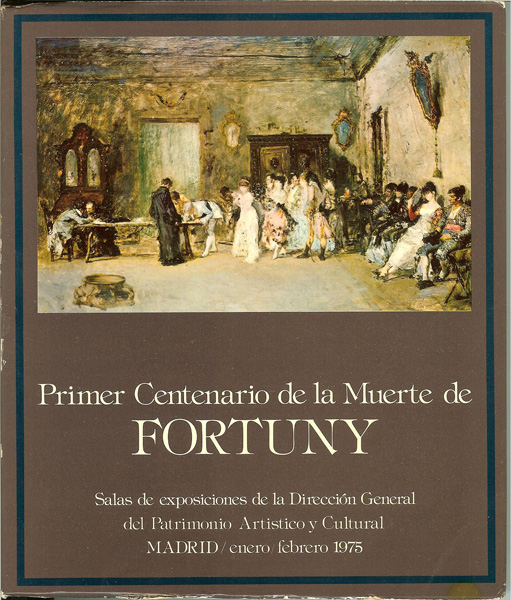 Primer Centenario de la Muerte de
FORTUNY
Salas de exposiciones de la Dirección General
del Patrimonio Artistico y Cultural
MADRID/enero/febrero 1975